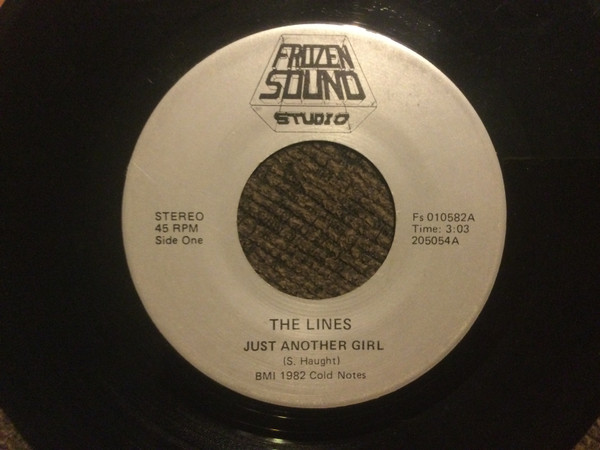 FROZEN
SOUND
STUDIO
STEREO
45 RPM
Side One
Fs 010582A
Time: 3:03
205054A
THE LINES
JUST ANOTHER GIRL
(S. Haught)
BMI 1982 Cold Notes